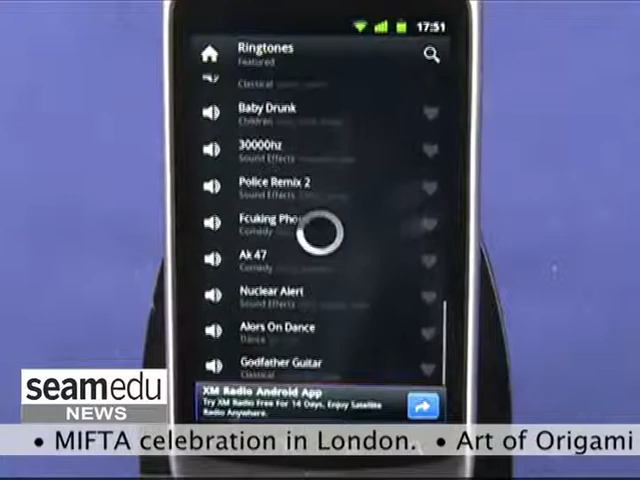 17:51
Ringtones
Featured
Classical
Baby Drunk
Children
30000hz
Sound Effects
Police Remix 2
Sound Effects
Fcuking Pho
Comedy
Ak 47
Comedy
Nuclear Alert
Sound Effects
Alors On Dance
Dance
Godfather Guitar
Classical
XM Radio Android App
Try XM Radio Free For 14 Days, Enjoy Satellite
Radio Anywhere.
seamedu
NEWS
• MIFTA celebration in London. • Art of Origami